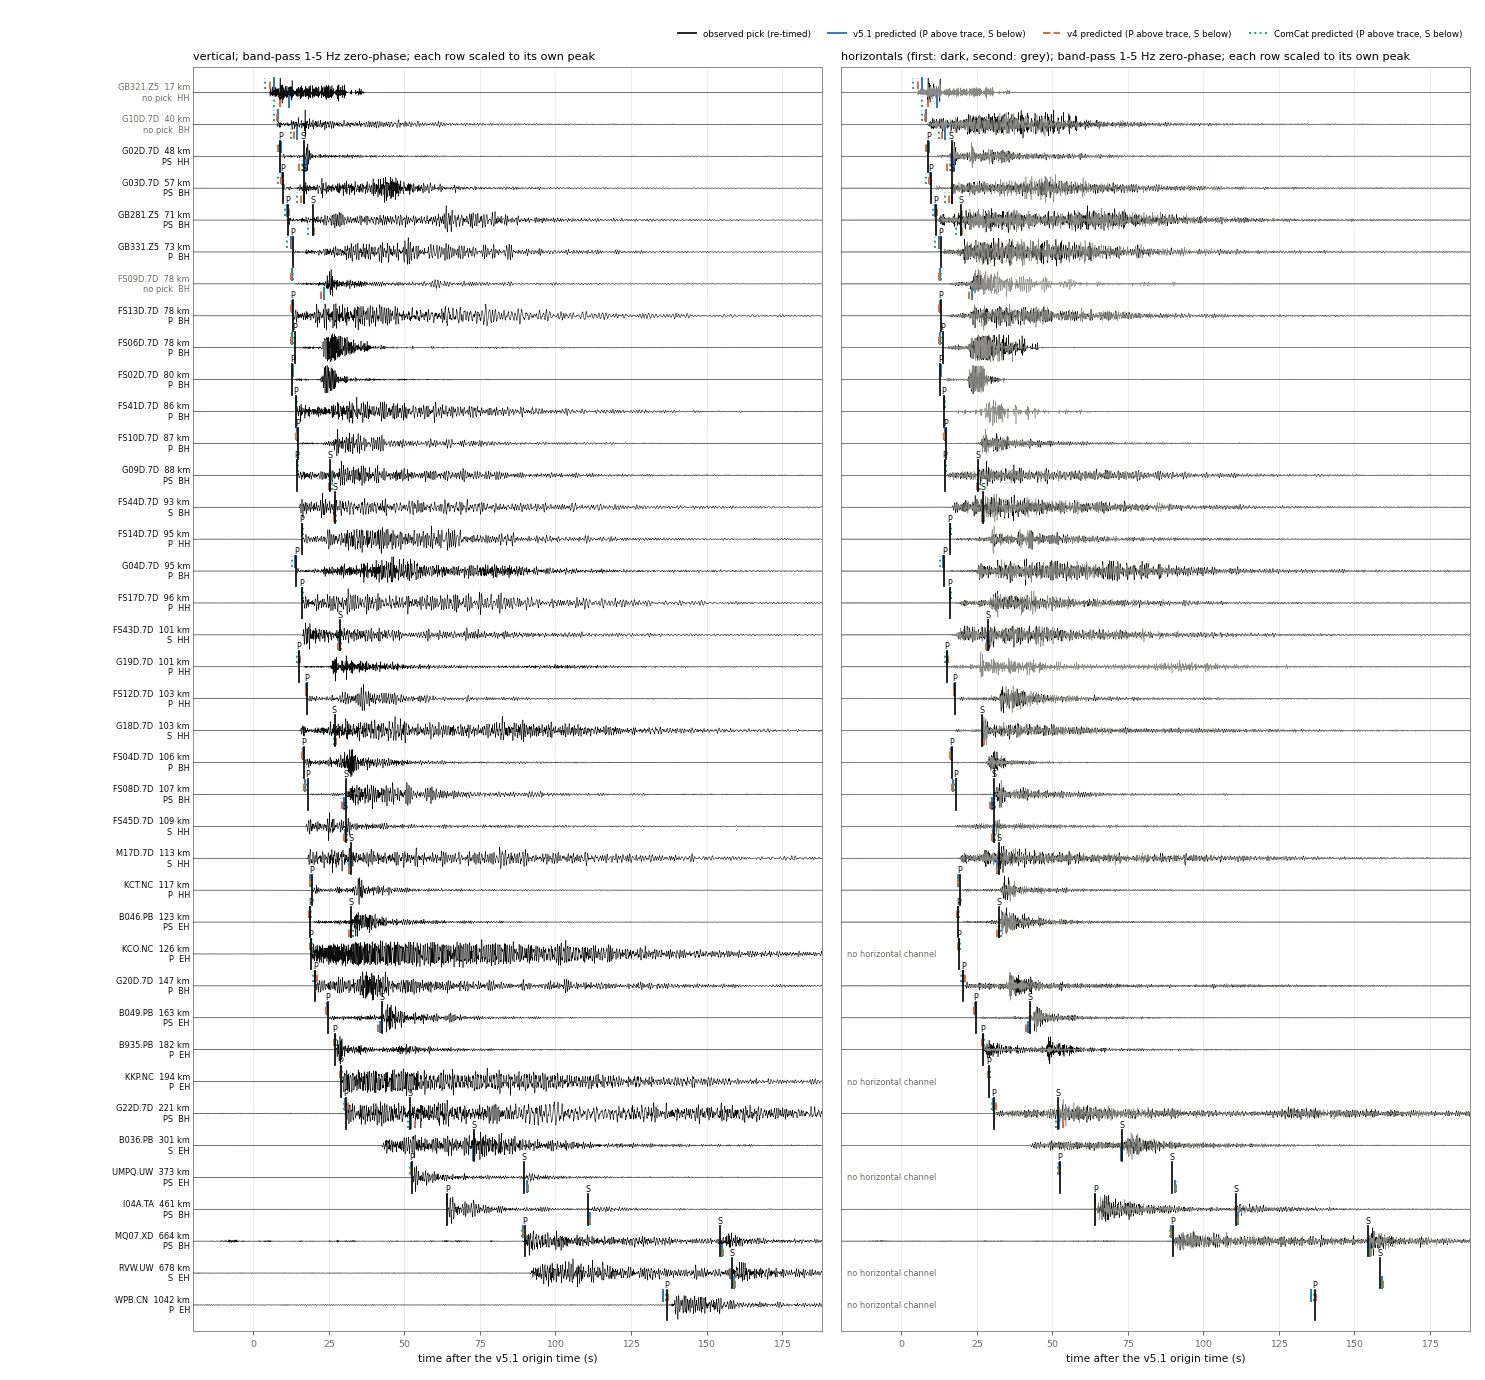 observed pick (re-timed)
v5.1 predicted (P above trace, S below)
v4 predicted (P above trace, S below)
ComCat predicted (P above trace, S below)
vertical; band-pass 1-5 Hz zero-phase; each row scaled to its own peak
horizontals (first: dark, second: grey); band-pass 1-5 Hz zero-phase; each row scaled to its own peak
GB321.Z5 17 km
no pick HH
G10D.7D 40 km
no pick BH
G02D.7D 48 km
PS HH
G03D.7D 57 km
PS BH
GB281.Z5 71 km
PS BH
GB331.Z5 73 km
P BH
FS09D.7D 78 km
no pick BH
FS13D.7D 78 km
P BH
FS06D.7D 78 km
P BH
FS02D.7D 80 km
P BH
FS41D.7D 86 km
P BH
FS10D.7D 87 km
P BH
G09D.7D 88 km
PS BH
FS44D.7D 93 km
S BH
FS14D.7D 95 km
P HH
G04D.7D 95 km
P BH
FS17D.7D 96 km
P HH
FS43D.7D 101 km
S HH
G19D.7D 101 km
P HH
FS12D.7D 103 km
P HH
G18D.7D 103 km
S HH
FS04D.7D 106 km
P BH
FS08D.7D 107 km
PS BH
FS45D.7D 109 km
S HH
M17D.7D 113 km
S HH
KCT.NC 117 km
P HH
B046.PB 123 km
PS EH
KCO.NC 126 km
P EH
no horizontal channel
G20D.7D 147 km
P BH
B049.PB 163 km
PS EH
B935.PB 182 km
P EH
KKP.NC 194 km
P EH
no horizontal channel
G22D.7D 221 km
PS BH
B036.PB 301 km
S EH
UMPQ.UW 373 km
PS EH
no horizontal channel
I04A.TA 461 km
PS BH
MQ07.XD 664 km
PS BH
RVW.UW 678 km
S EH
no horizontal channel
WPB.CN 1042 km
P EH
no horizontal channel
0 25 50 75 100 125 150 175
time after the v5.1 origin time (s)
0 25 50 75 100 125 150 175
time after the v5.1 origin time (s)